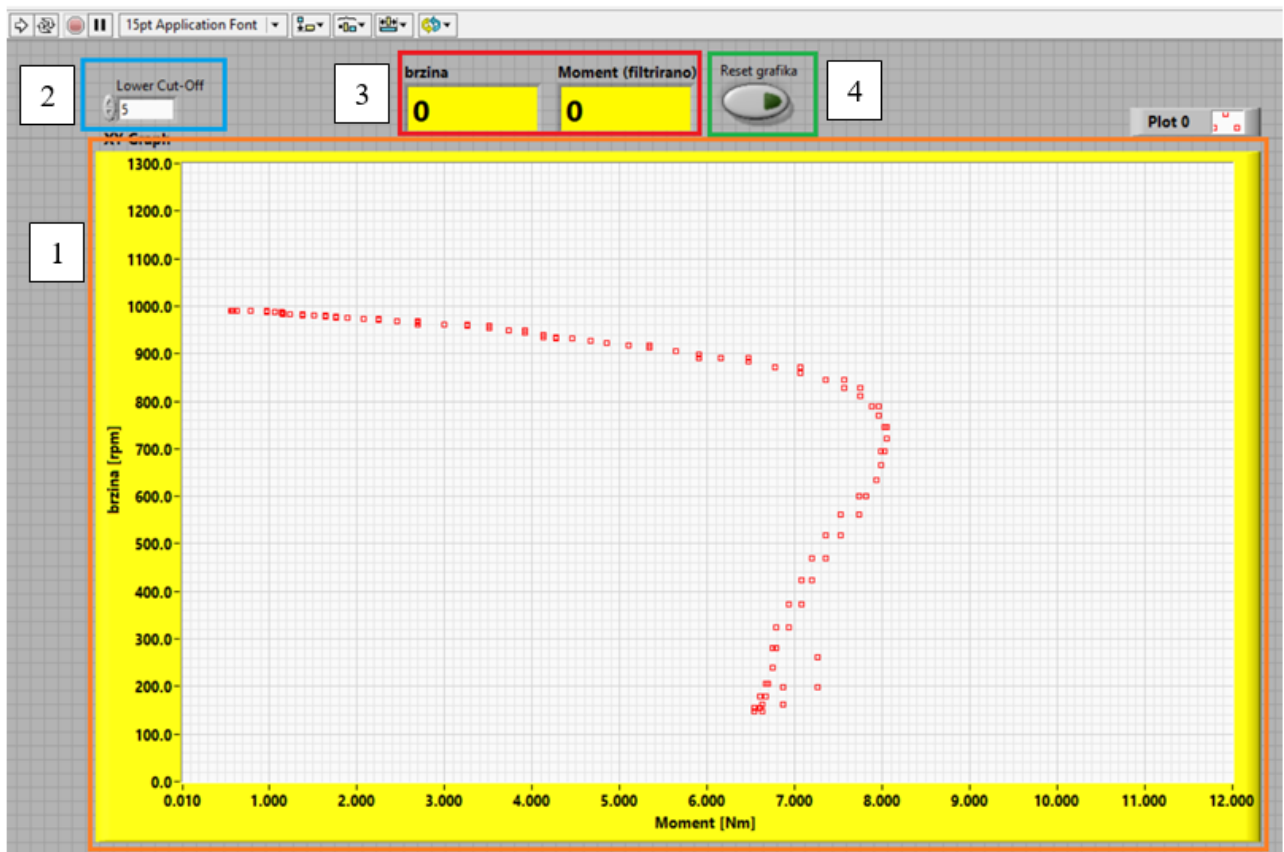 15pt Application Font
2
Lower Cut-Off
5
3
brzina
Moment (filtrirano)
0
0
Reset grafika
4
Plot 0
XY Graph
1
1300.0
1200.0
1100.0
1000.0
900.0
800.0
700.0
600.0
500.0
400.0
300.0
200.0
100.0
0.0
brzina [rpm]
0.010 1.000 2.000 3.000 4.000 5.000 6.000 7.000 8.000 9.000 10.000 11.000 12.000
Moment [Nm]